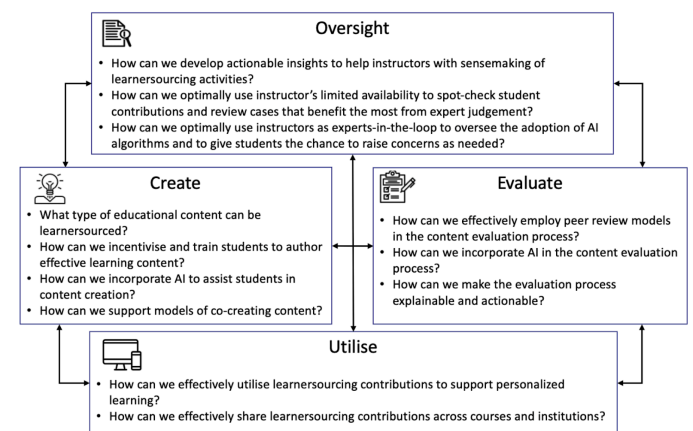 Oversight
• How can we develop actionable insights to help instructors with sensemaking of
learnersourcing activities?
• How can we optimally use instructor's limited availability to spot-check student
contributions and review cases that benefit the most from expert judgement?
• How can we optimally use instructors as experts-in-the-loop to oversee the adoption of AI
algorithms and to give students the chance to raise concerns as needed?
Create
• What type of educational content can be
learnersourced?
• How can we incentivise and train students to author
effective learning content?
• How can we incorporate AI to assist students in
content creation?
• How can we support models of co-creating content?
Evaluate
• How can we effectively employ peer review models
in the content evaluation process?
• How can we incorporate AI in the content evaluation
process?
• How can we make the evaluation process
explainable and actionable?
Utilise
• How can we effectively utilise learnersourcing contributions to support personalized
learning?
• How can we effectively share learnersourcing contributions across courses and institutions?